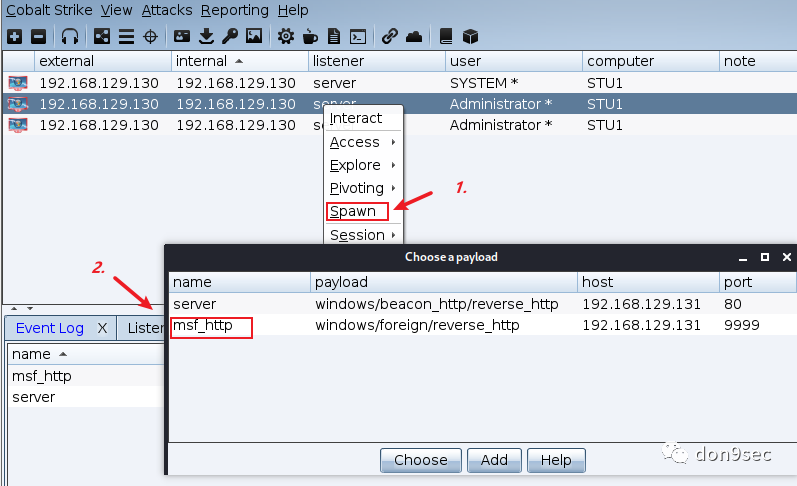 Cobalt Strike View Attacks Reporting Help
external internal listener user computer note
192.168.129.130 192.168.129.130 server SYSTEM * STU1
192.168.129.130 192.168.129.130 server Administrator * STU1
192.168.129.130 192.168.129.130 Administrator * STU1
Interact
Access
Explore
Pivoting
Spawn
1.
Session
Choose a payload
name payload host port
server windows/beacon_http/reverse_http 192.168.129.131 80
msf_http windows/foreign/reverse_http 192.168.129.131 9999
2.
Event Log X
name
msf_http
server
Choose Add Help
don9sec